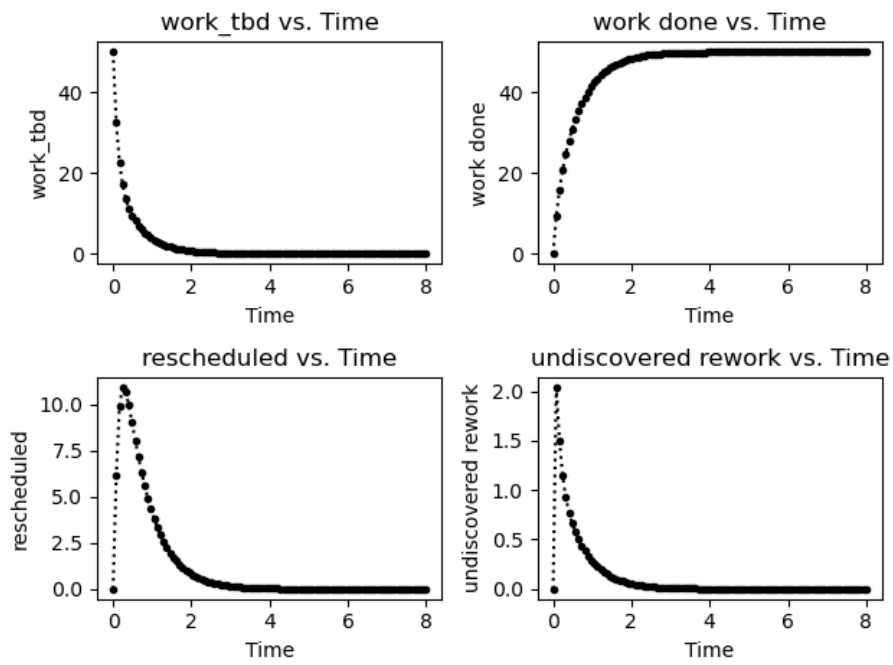 work_tbd vs. Time
work_tbd
40
20
0
0 2 4 6 8
Time
work done vs. Time
work done
40
20
0
0 2 4 6 8
Time
rescheduled vs. Time
rescheduled
10.0
7.5
5.0
2.5
0.0
0 2 4 6 8
Time
undiscovered rework vs. Time
undiscovered rework
2.0
1.5
1.0
0.5
0.0
0 2 4 6 8
Time